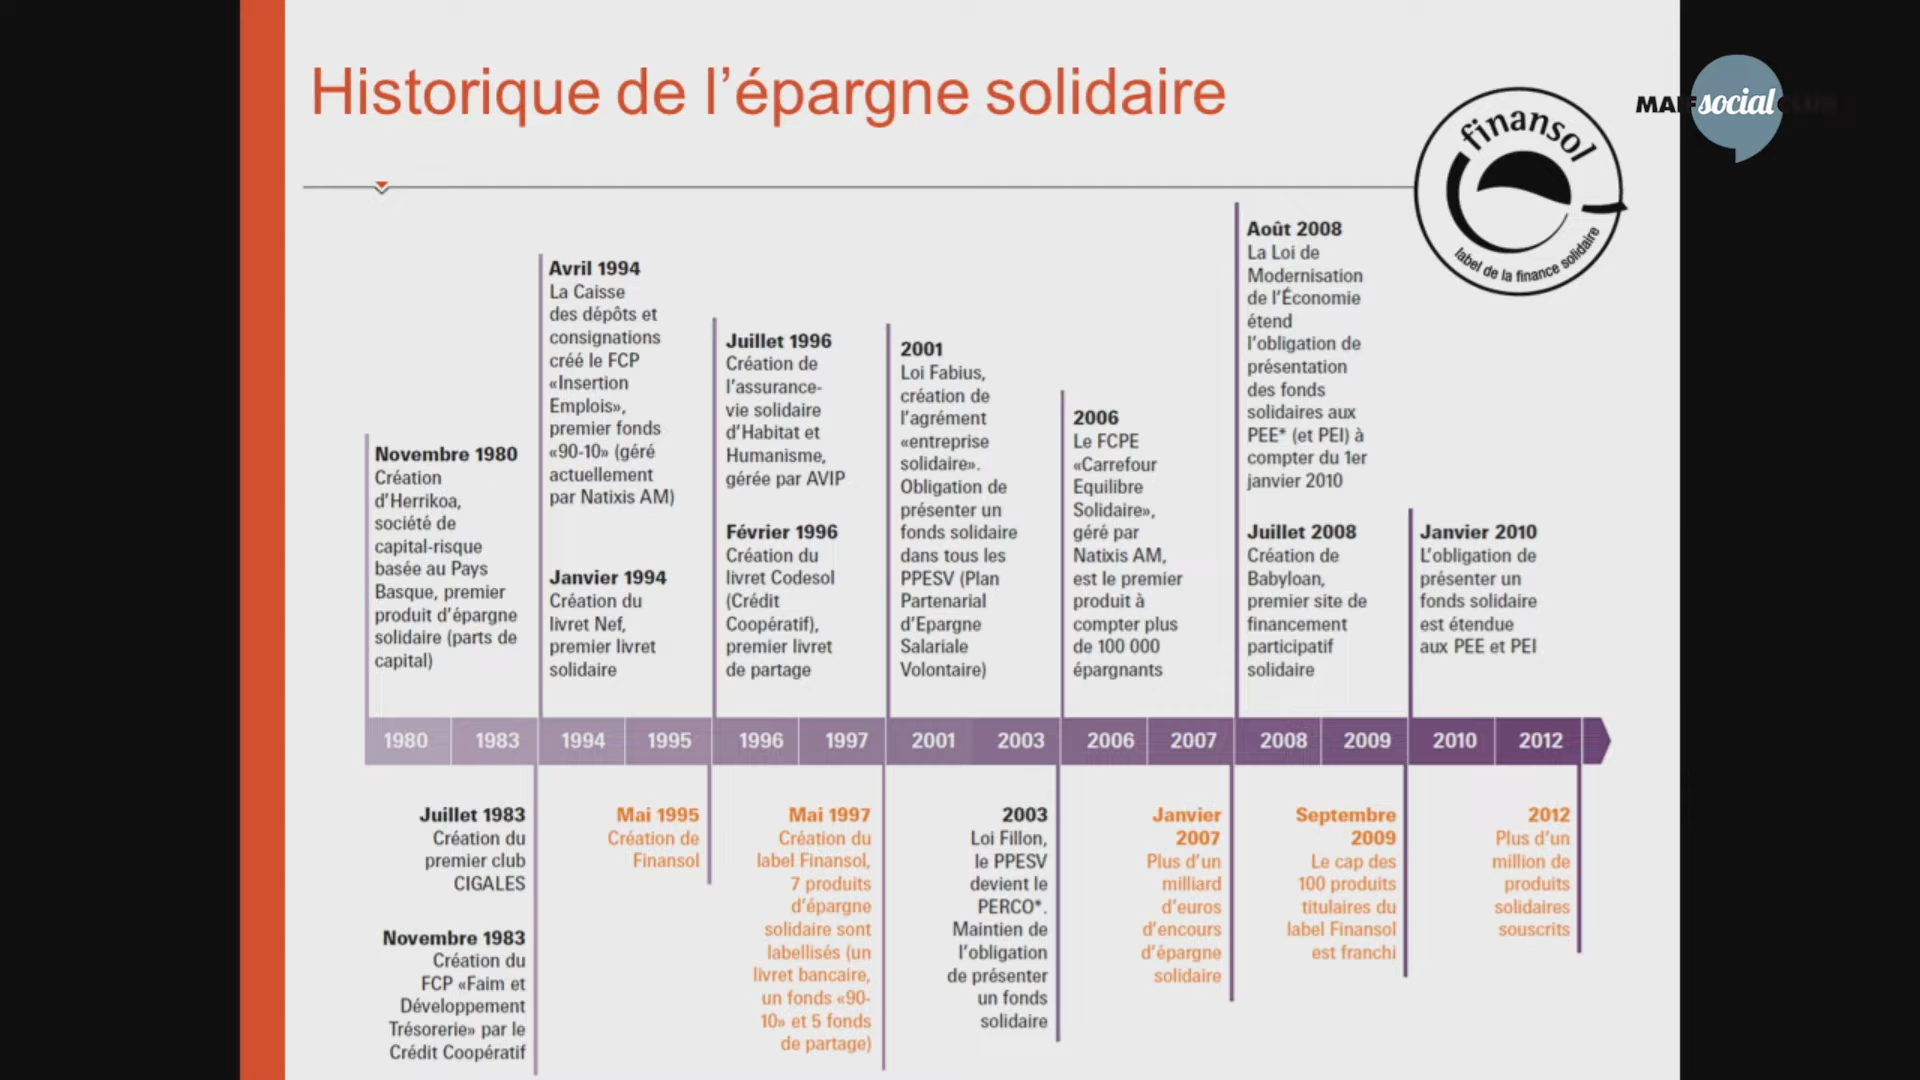 Historique de l'épargne solidaire
MAIF social CLUB
finansol
label de la finance solidaire
Novembre 1980
Création
d'Herrikoa,
société de
capital-risque
basée au Pays
Basque, premier
produit d'épargne
solidaire (parts de
capital)
Avril 1994
La Caisse
des dépôts et
consignations
créé le FCP
«Insertion
Emplois»,
premier fonds
«90-10» (géré
actuellement
par Natixis AM)
Janvier 1994
Création du
livret Nef,
premier livret
solidaire
Juillet 1996
Création de
l'assurance-
vie solidaire
d'Habitat et
Humanisme,
gérée par AVIP
Février 1996
Création du
livret Codesol
(Crédit
Coopératif),
premier livret
de partage
2001
Loi Fabius,
création de
l'agrément
«entreprise
solidaire».
Obligation de
présenter un
fonds solidaire
dans tous les
PPESV (Plan
Partenarial
d'Epargne
Salariale
Volontaire)
2006
Le FCPE
«Carrefour
Equilibre
Solidaire»,
géré par
Natixis AM,
est le premier
produit à
compter plus
de 100 000
épargnants
Août 2008
La Loi de
Modernisation
de l'Économie
étend
l'obligation de
présentation
des fonds
solidaires aux
PEE* (et PEI) à
compter du 1er
janvier 2010
Juillet 2008
Création de
Babyloan,
premier site de
financement
participatif
solidaire
Janvier 2010
L'obligation de
présenter un
fonds solidaire
est étendue
aux PEE et PEI
1980 1983 1994 1995 1996 1997 2001 2003 2006 2007 2008 2009 2010 2012
Juillet 1983
Création du
premier club
CIGALES
Novembre 1983
Création du
FCP «Faim et
Développement
Trésorerie» par le
Crédit Coopératif
Mai 1995
Création de
Finansol
Mai 1997
Création du
label Finansol,
7 produits
d'épargne
solidaire sont
labellisés (un
livret bancaire,
un fonds «90-
10» et 5 fonds
de partage)
2003
Loi Fillon,
le PPESV
devient le
PERCO*.
Maintien de
l'obligation
de présenter
un fonds
solidaire
Janvier
2007
Plus d'un
milliard
d'euros
d'encours
d'épargne
solidaire
Septembre
2009
Le cap des
100 produits
titulaires du
label Finansol
est franchi
2012
Plus d'un
million de
produits
solidaires
souscrits